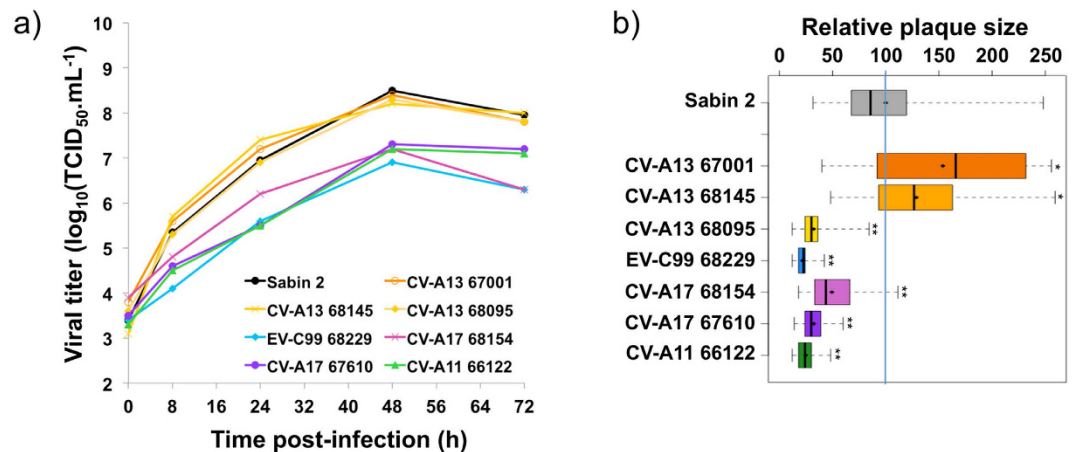 a)
Viral titer (log₁₀(TCID₅₀.mL⁻¹)
10
9
8
7
6
5
4
3
2
0 8 16 24 32 40 48 56 64 72
Time post-infection (h)
Sabin 2 CV-A13 67001
CV-A13 68145 CV-A13 68095
EV-C99 68229 CV-A17 68154
CV-A17 67610 CV-A11 66122
b)
Relative plaque size
0 50 100 150 200 250
Sabin 2
CV-A13 67001 *
CV-A13 68145 *
CV-A13 68095 **
EV-C99 68229 **
CV-A17 68154 **
CV-A17 67610 **
CV-A11 66122 **